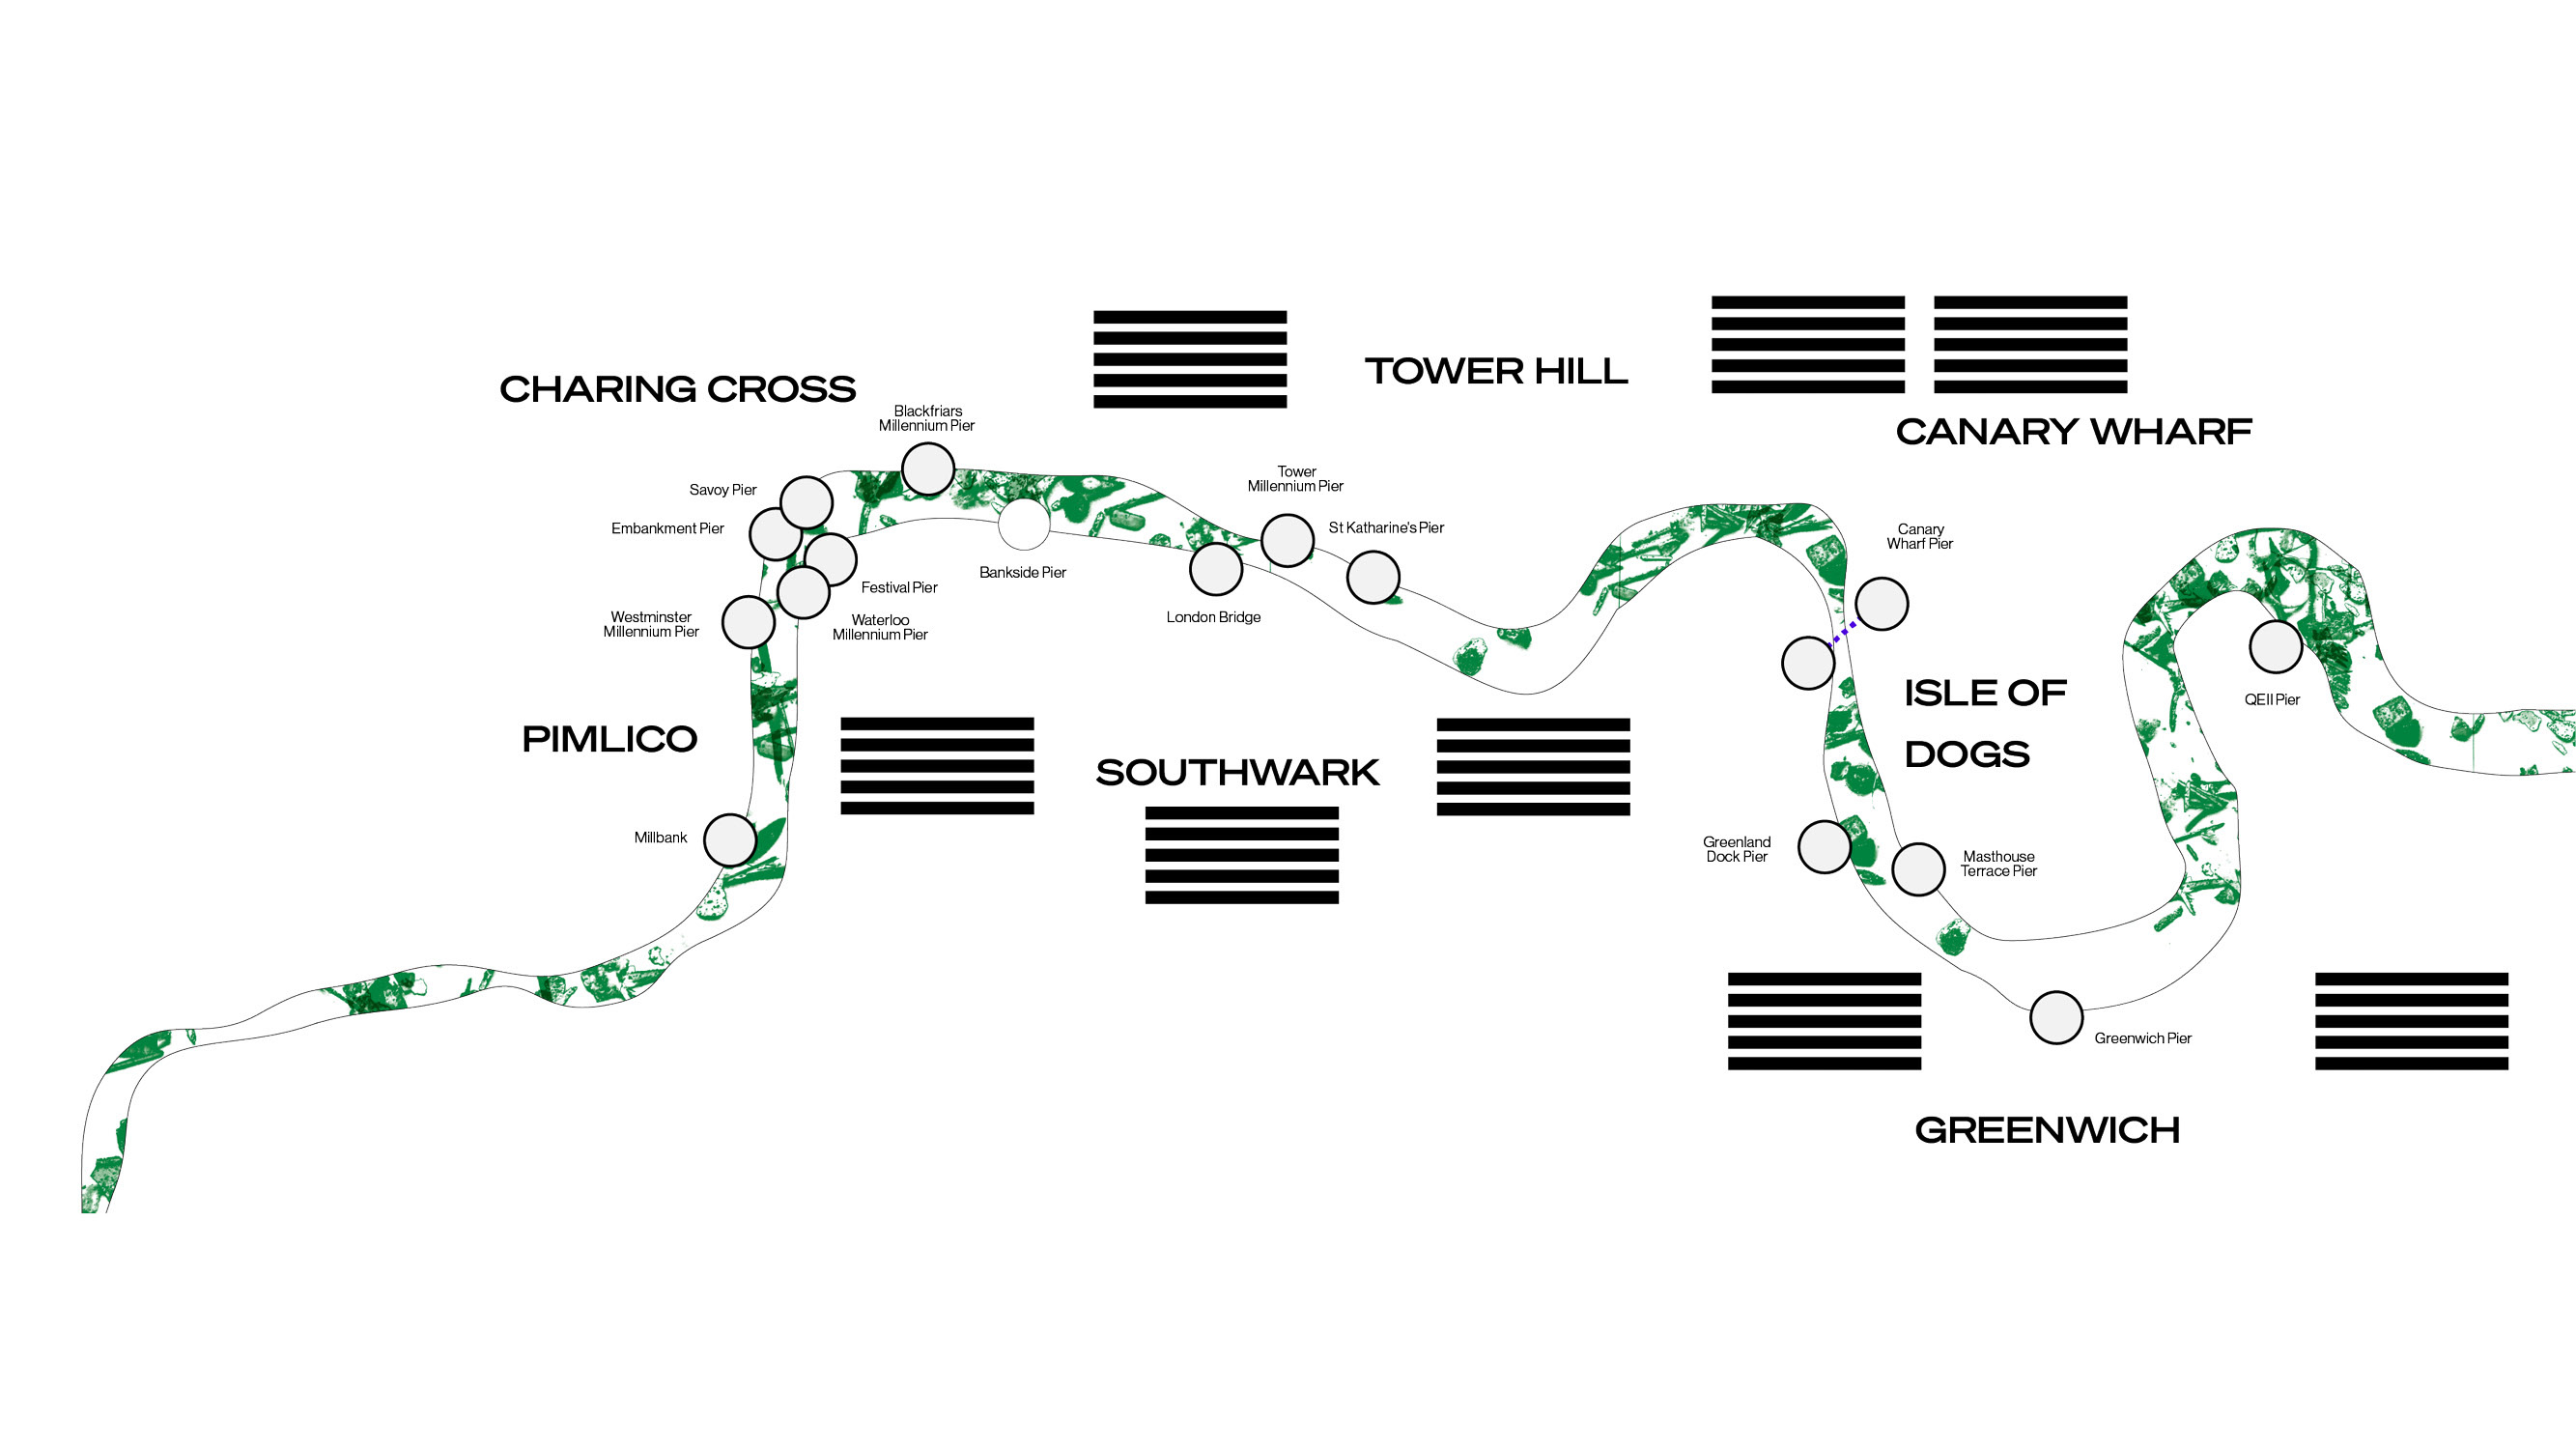 TOWER HILL
CHARING CROSS
Blackfriars
Millennium Pier
CANARY WHARF
Tower
Millennium Pier
Savoy Pier
St Katharine's Pier
Embankment Pier
Canary
Wharf Pier
Bankside Pier
Festival Pier
Westminster
Millennium Pier
London Bridge
Waterloo
Millennium Pier
ISLE OF
DOGS
QEII Pier
PIMLICO
SOUTHWARK
Millbank
Greenland
Dock Pier
Masthouse
Terrace Pier
Greenwich Pier
GREENWICH